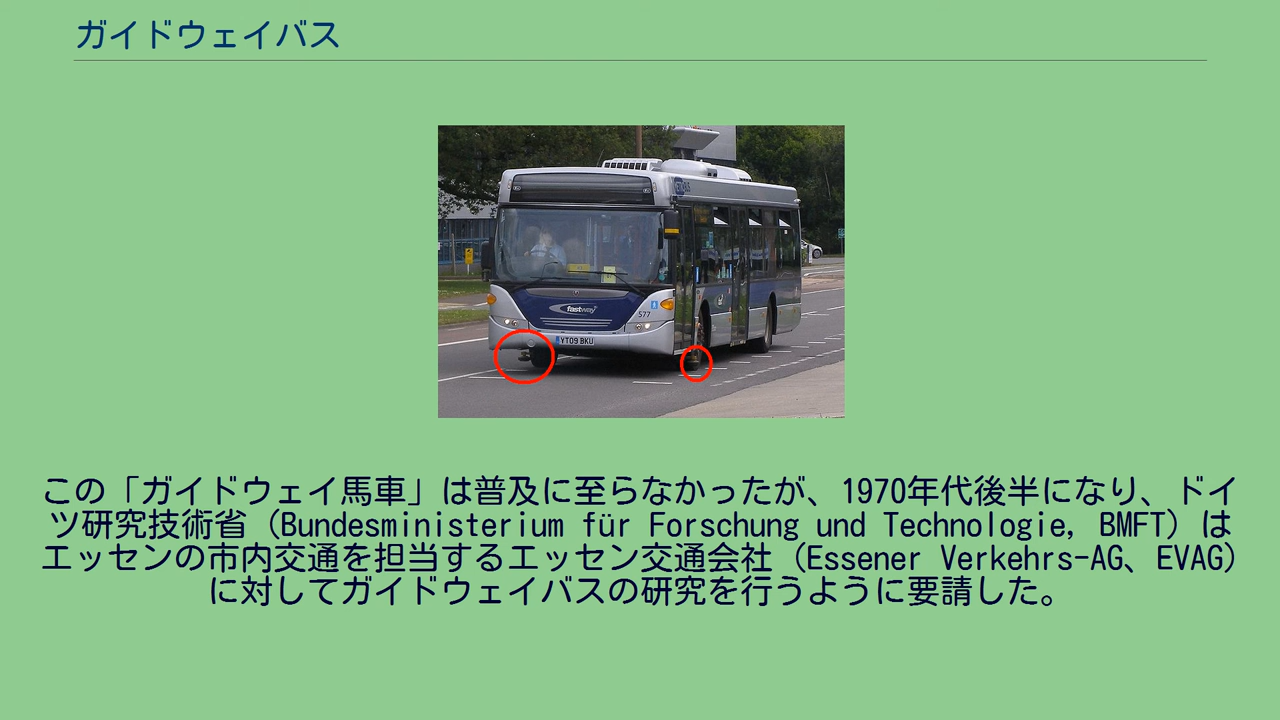 ガイドウェイバス
fastway
577
YT09 BKU
この「ガイドウェイ馬車」は普及に至らなかったが、1970年代後半になり、ドイ
ツ研究技術省（Bundesministerium für Forschung und Technologie, BMFT）は
エッセンの市内交通を担当するエッセン交通会社（Essener Verkehrs-AG、EVAG）
に対してガイドウェイバスの研究を行うように要請した。